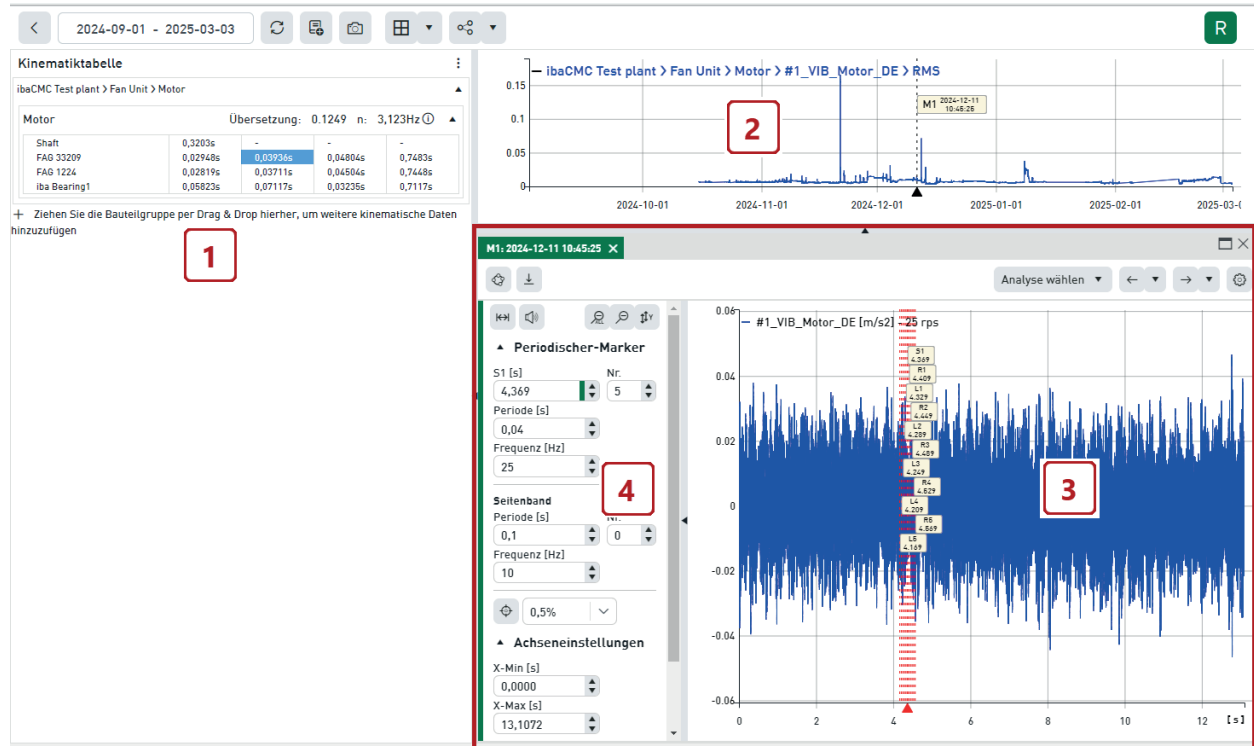 2024-09-01 - 2025-03-03
R
Kinematiktabelle
ibaCMC Test plant > Fan Unit > Motor
Motor Übersetzung: 0.1249 n: 3,123Hz
Shaft 0,3203s - - -
FAG 33209 0,02948s 0,03936s 0,04804s 0,7483s
FAG 1224 0,02819s 0,03711s 0,04504s 0,7448s
iba Bearing1 0,05823s 0,07117s 0,03235s 0,7117s
+ Ziehen Sie die Bauteilgruppe per Drag & Drop hierher, um weitere kinematische Daten
hinzuzufügen
1
ibaCMC Test plant > Fan Unit > Motor > #1_VIB_Motor_DE > RMS
0.15
0.1
0.05
0
M1 2024-12-11
10:45:25
2
2024-10-01 2024-11-01 2024-12-01 2025-01-01 2025-02-01 2025-03-0
M1: 2024-12-11 10:45:25
Analyse wählen
ALL
Y
Periodischer-Marker
S1 [s] Nr.
4,369 5
Periode [s]
0,04
Frequenz [Hz]
25
4
Seitenband
Periode [s] Nr.
0,1 0
Frequenz [Hz]
10
0,5%
Achseneinstellungen
X-Min [s]
0,0000
X-Max [s]
13,1072
#1_VIB_Motor_DE [m/s2] - 25 rps
0.06
0.04
0.02
0
-0.02
-0.04
-0.06
S1
4.369
R1
4.409
L1
4.329
R2
4.449
L2
4.289
R3
4.489
L3
4.249
R4
4.529
L4
4.209
R5
4.569
L5
4.169
3
0 2 4 6 8 10 12 [s]